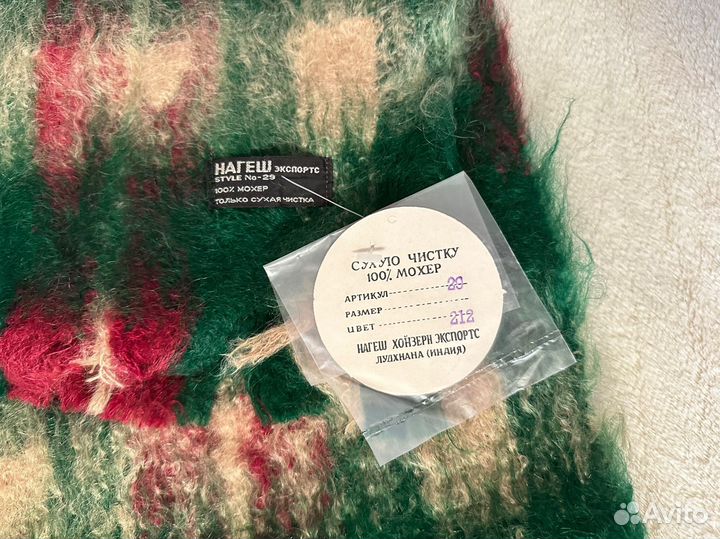 НАГЕШ ЭКСПОРТС
STYLE No-29
100% МОХЕР
ТОЛЬКО СУХАЯ ЧИСТКА
СУХУЮ ЧИСТКУ
100% МОХЕР
АРТИКУЛ 29
РАЗМЕР
ЦВЕТ 212
НАГЕШ ХОЙЗЕРН ЭКСПОРТС
ЛУДХНАНА (ИНДИЯ)
Avito